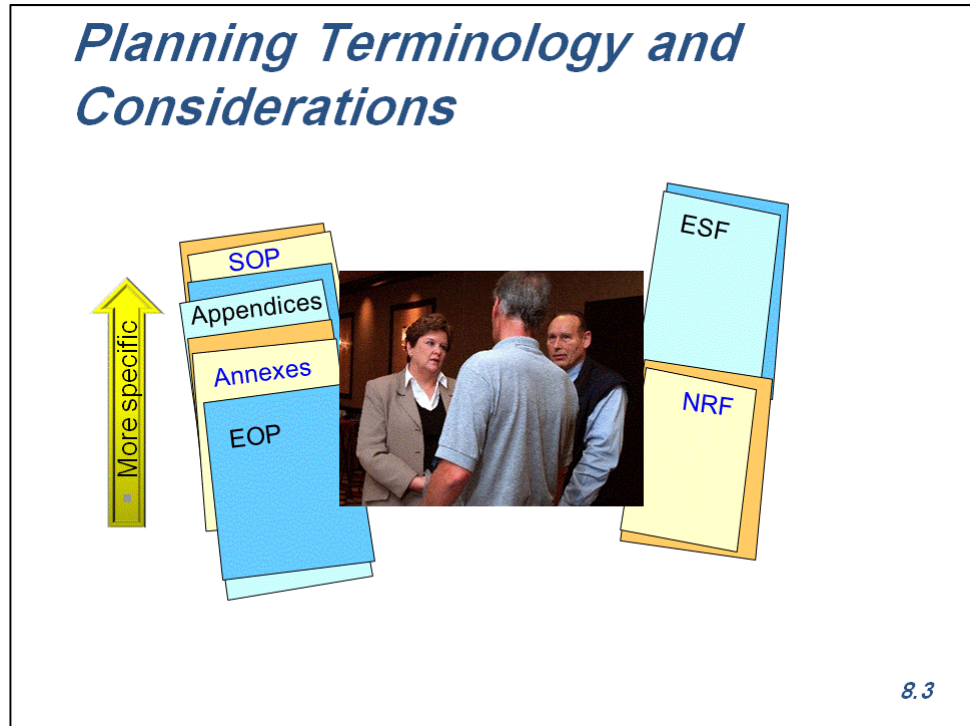 Planning Terminology and
Considerations
More specific
SOP
Appendices
Annexes
EOP
ESF
NRF
8.3